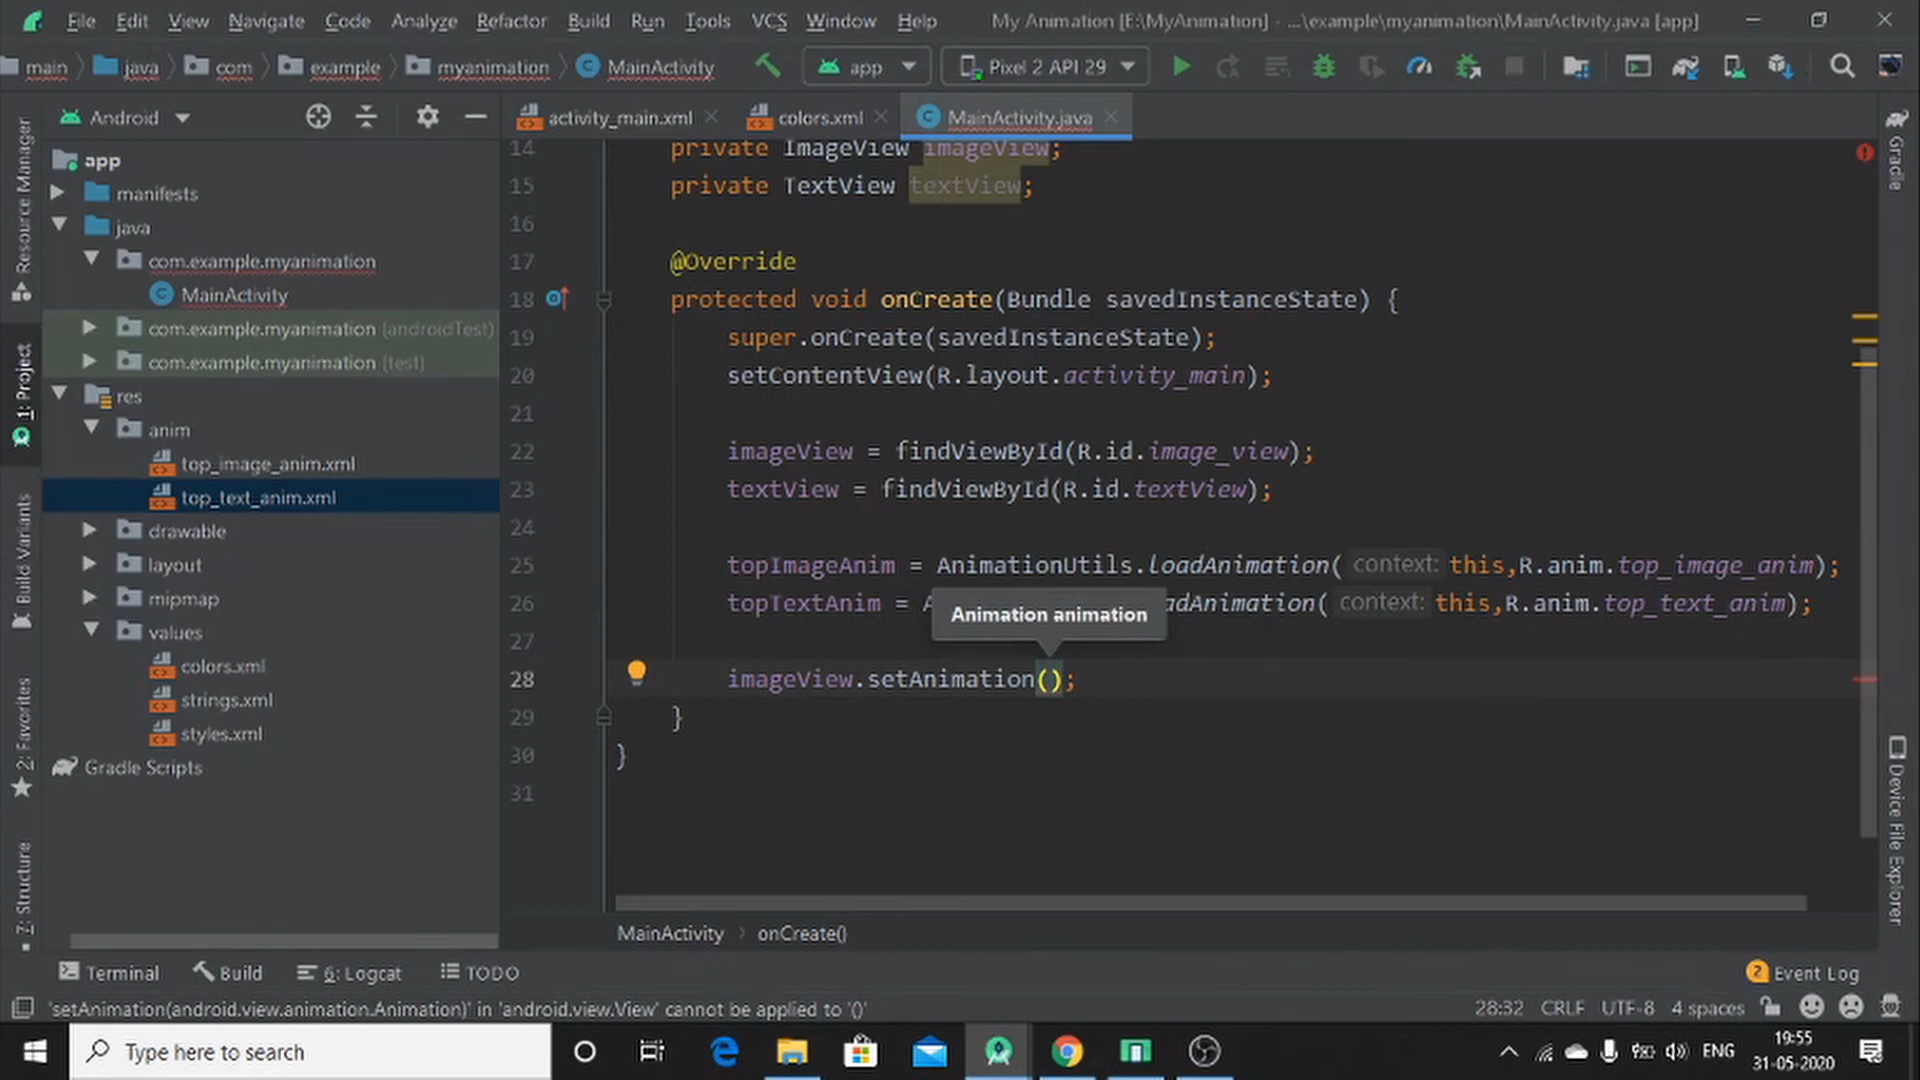 File Edit View Navigate Code Analyze Refactor Build Run Tools VCS Window Help My Animation [E:\MyAnimation] - ...\example\myanimation\MainActivity.java [app]
main java com example myanimation MainActivity app Pixel 2 API 29
Android
activity_main.xml colors.xml MainActivity.java
app
manifests
java
com.example.myanimation
MainActivity
com.example.myanimation (androidTest)
com.example.myanimation (test)
res
anim
top_image_anim.xml
top_text_anim.xml
drawable
layout
mipmap
values
colors.xml
strings.xml
styles.xml
Gradle Scripts
Resource Manager
1: Project
Build Variants
2: Favorites
7: Structure
14 private ImageView imageView;
15 private TextView textView;
16
17 @Override
18 protected void onCreate(Bundle savedInstanceState) {
19 super.onCreate(savedInstanceState);
20 setContentView(R.layout.activity_main);
21
22 imageView = findViewById(R.id.image_view);
23 textView = findViewById(R.id.textView);
24
25 topImageAnim = AnimationUtils.loadAnimation( context: this,R.anim.top_image_anim);
26 topTextAnim = A adAnimation( context: this,R.anim.top_text_anim);
Animation animation
27
28 imageView.setAnimation();
29 }
30 }
31
MainActivity onCreate()
Gradle
Device File Explorer
Terminal Build 6: Logcat TODO 2 Event Log
'setAnimation(android.view.animation.Animation)' in 'android.view.View' cannot be applied to '()' 28:32 CRLF UTF-8 4 spaces
Type here to search ENG
19:55
31-05-2020